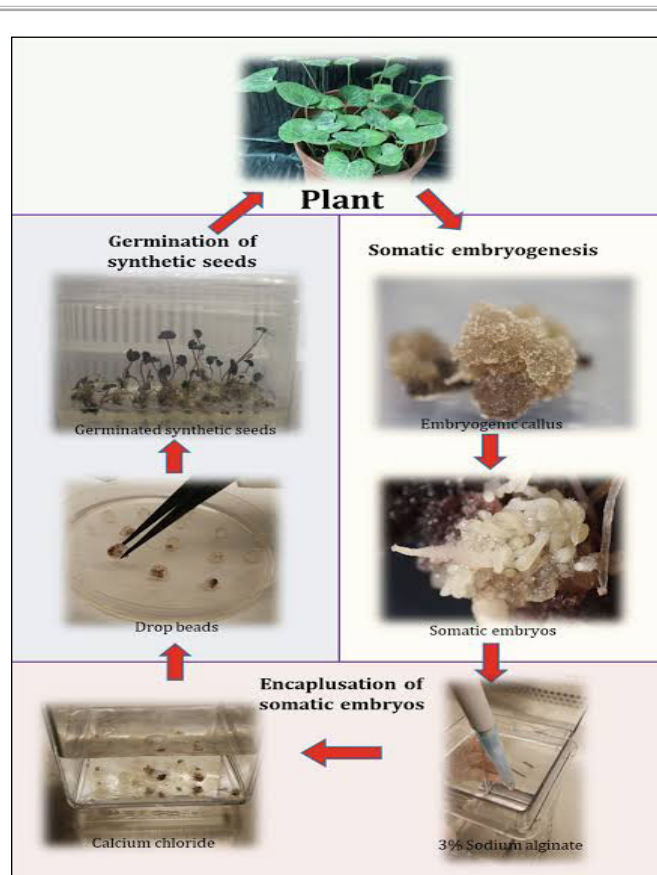 Plant
Germination of
synthetic seeds
Somatic embryogenesis
Germinated synthetic seeds
Embryogenic callus
Drop beads
Somatic embryos
Encaplusation of
somatic embryos
Calcium chloride
3% Sodium alginate